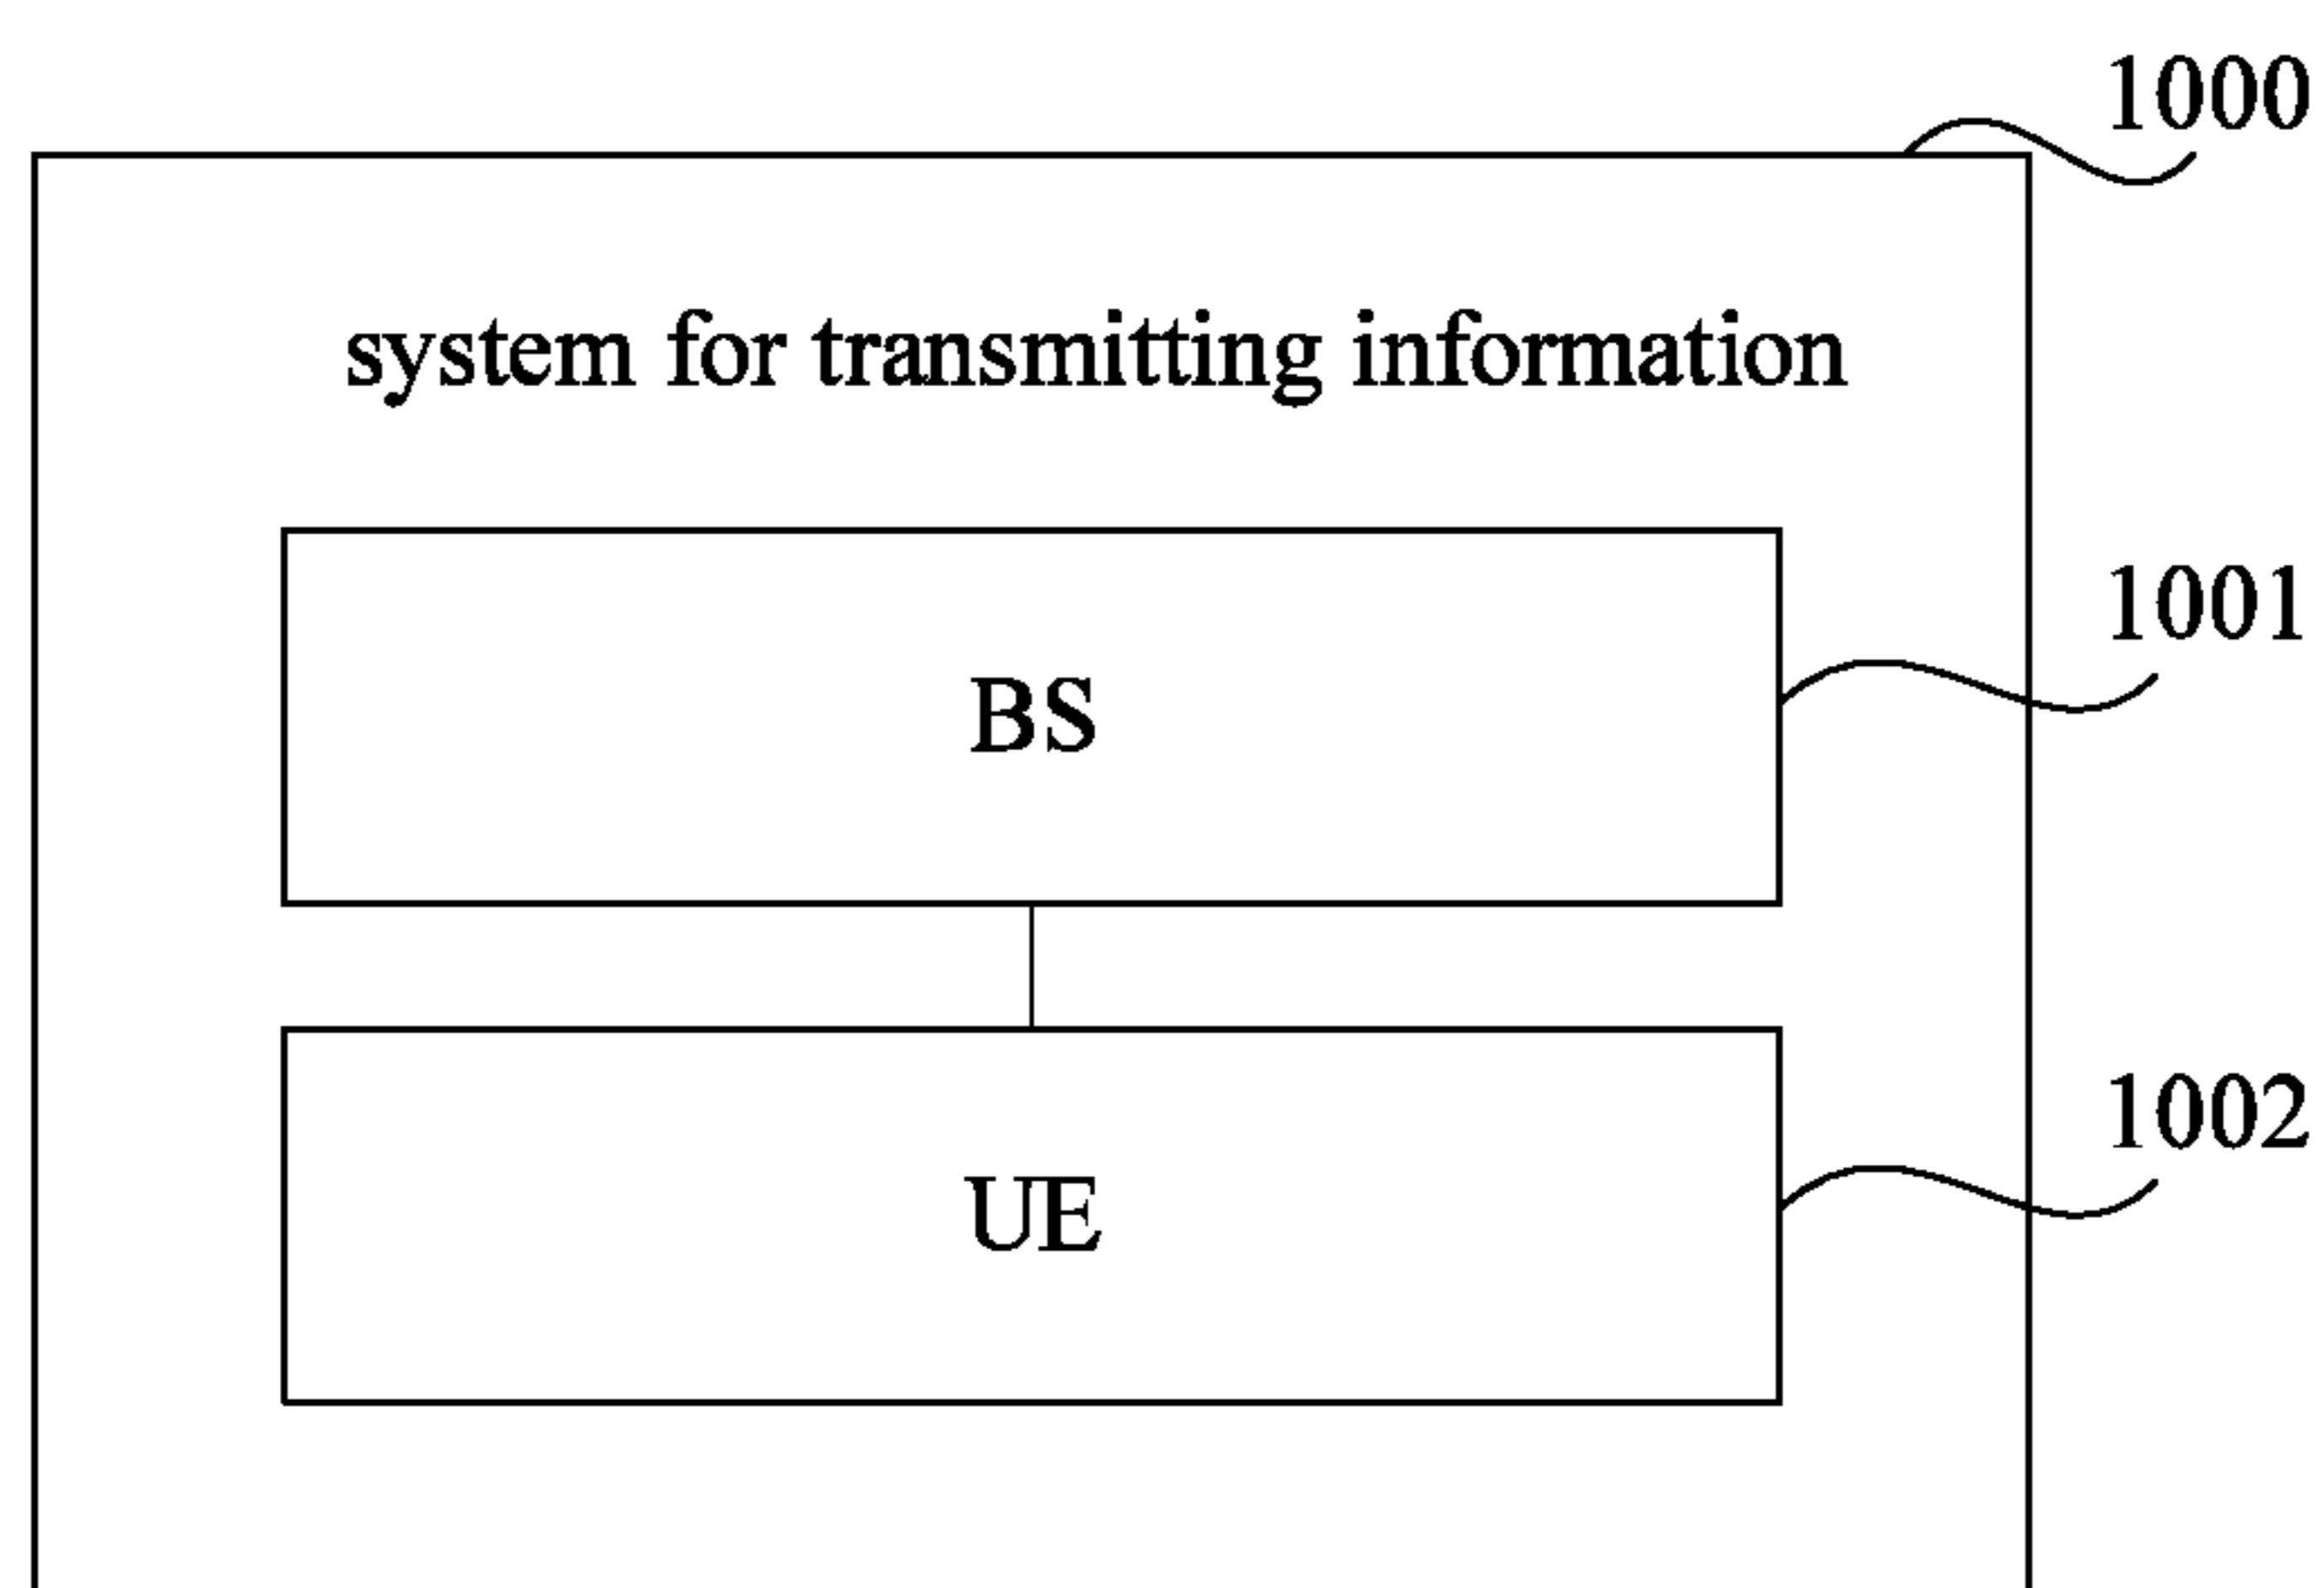 1000
system for transmitting information
1001
BS
1002
UE